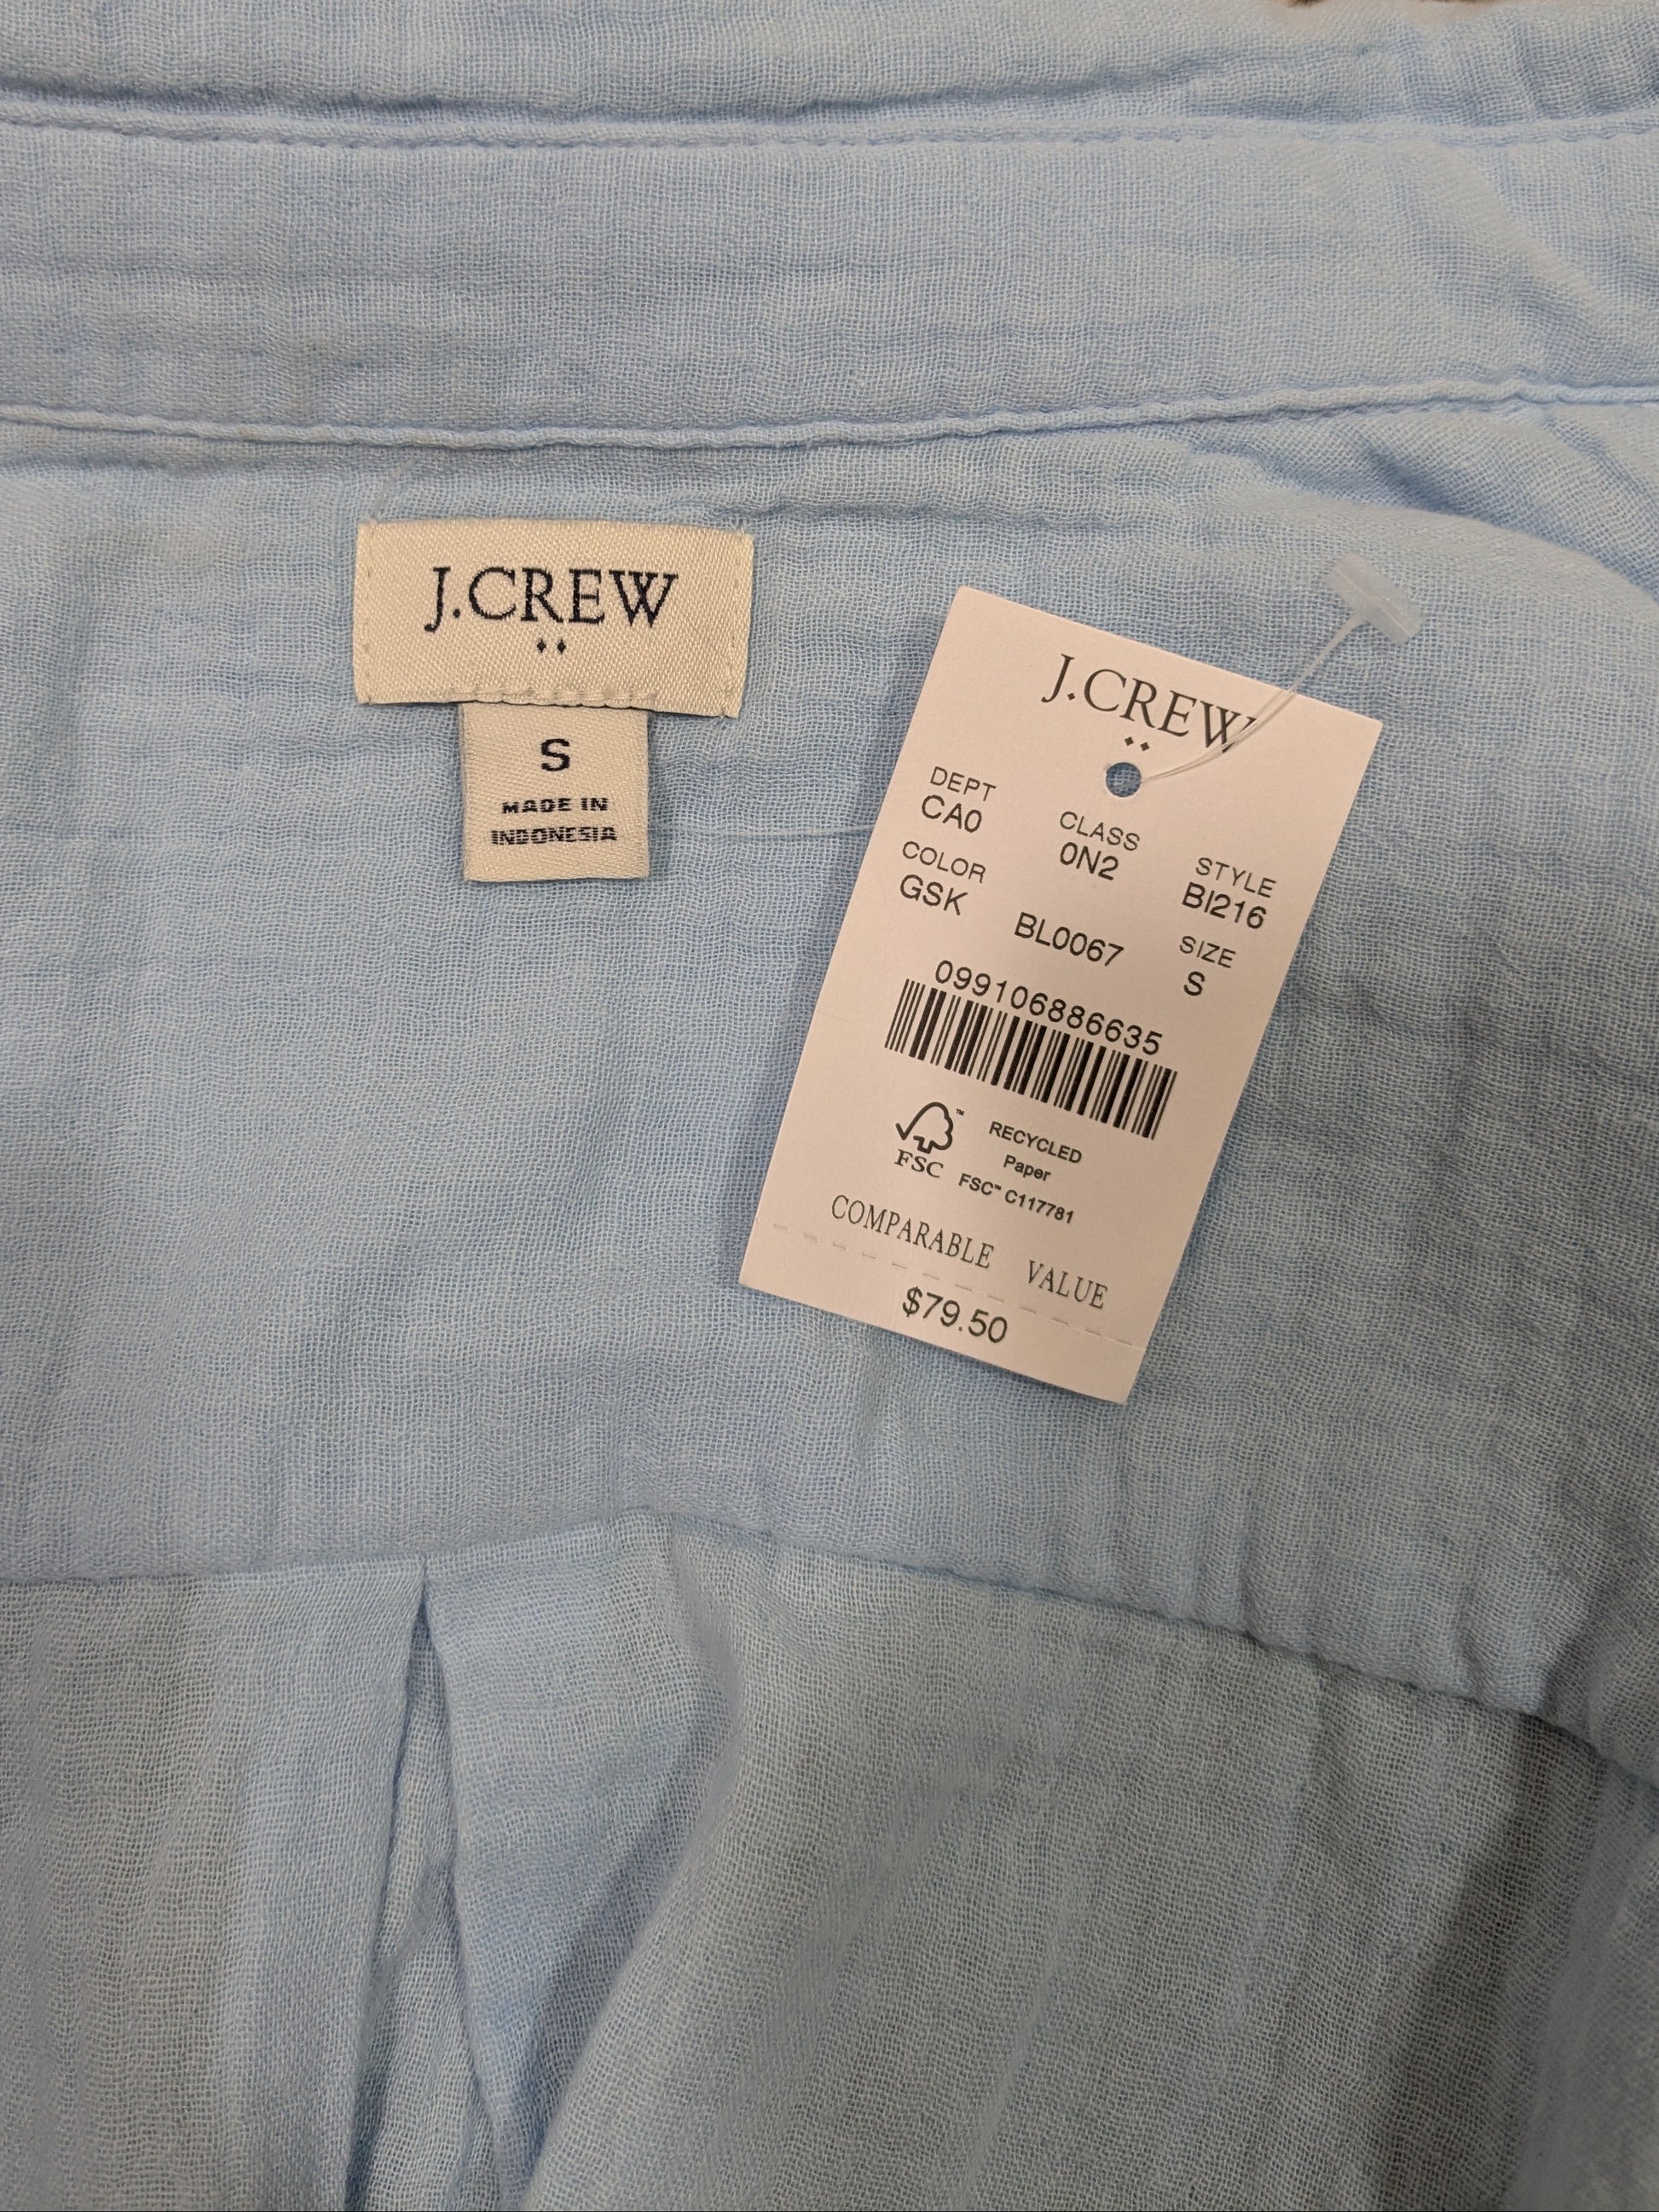 J.CREW
S
MADE IN
INDONESIA
J.CREW
DEPT CLASS STYLE
CA0 0N2 BI216
COLOR SIZE
GSK BL0067 S
099106886635
FSC
™
RECYCLED
Paper
FSC™ C117781
COMPARABLE VALUE
$79.50